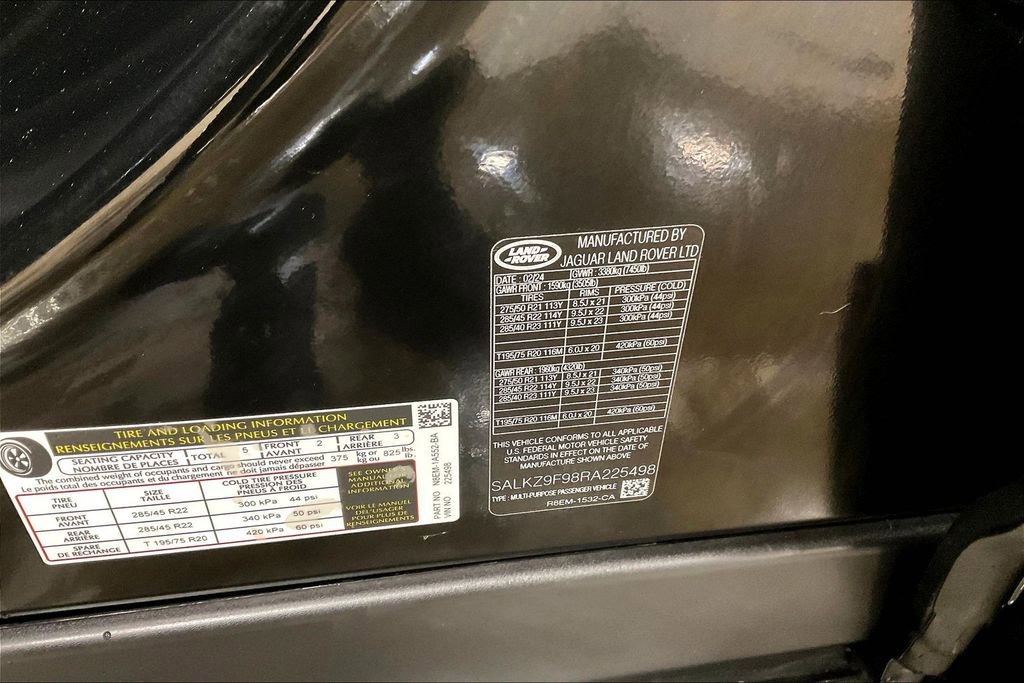 LAND-ROVER
MANUFACTURED BY
JAGUAR LAND ROVER LTD
DATE : 02/24 GVWR : 3380kg (7450lb)
GAWR FRONT : 1590kg (3505lb)
TIRES RIMS PRESSURE (COLD)
275/50 R21 113Y 8.5J x 21 300kPa (44psi)
285/45 R22 114Y 9.5J x 22 300kPa (44psi)
285/40 R23 111Y 9.5J x 23 300kPa (44psi)
T195/75 R20 116M 6.0J x 20 420kPa (60psi)
GAWR REAR : 1960kg (4320lb)
275/50 R21 113Y 8.5J x 21 340kPa (50psi)
285/45 R22 114Y 9.5J x 22 340kPa (50psi)
285/40 R23 111Y 9.5J x 23 340kPa (50psi)
T195/75 R20 116M 6.0J x 20 420kPa (60psi)
THIS VEHICLE CONFORMS TO ALL APPLICABLE
U.S. FEDERAL MOTOR VEHICLE SAFETY
STANDARDS IN EFFECT ON THE DATE OF
MANUFACTURE SHOWN ABOVE
SALKZ9F98RA225498
TYPE : MULTI-PURPOSE PASSENGER VEHICLE
R6EM-1532-CA
TIRE AND LOADING INFORMATION
RENSEIGNEMENTS SUR LES PNEUS ET LE CHARGEMENT
SEATING CAPACITY
NOMBRE DE PLACES
TOTAL 5
FRONT
AVANT
2
REAR
ARRIÈRE
3
The combined weight of occupants and cargo should never exceed
Le poids total des occupants et du chargement ne doit jamais dépasser
375 kg or 825 lbs.
kg ou lb.
TIRE
PNEU
SIZE
TAILLE
COLD TIRE PRESSURE
PRESSION DES
PNEUS À FROID
FRONT
AVANT
285/45 R22 300 kPa 44 psi
REAR
ARRIÈRE
285/45 R22 340 kPa 50 psi
SPARE
DE RECHANGE
T 195/75 R20 420 kPa 60 psi
SEE OWNER
MANUAL
ADDITIONAL
INFORMATION
VOIR LE MANUEL
DE L'USAGER
POUR PLUS DE
RENSEIGNEMENTS
PART NO N8EM-1A552-BA
VIN NO 225498